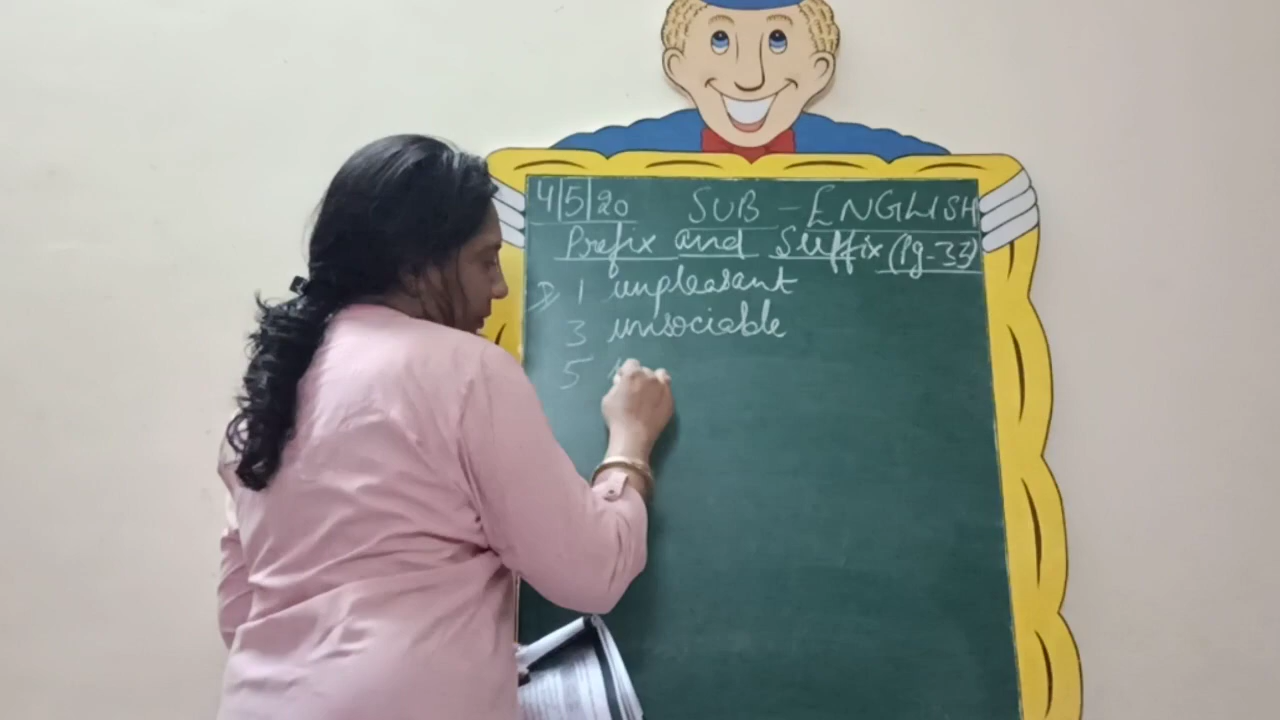 4/5/20 SUB - ENGLISH
Prefix and Suffix (Pg-33)
I> 1 unpleasant
3 unsociable
5